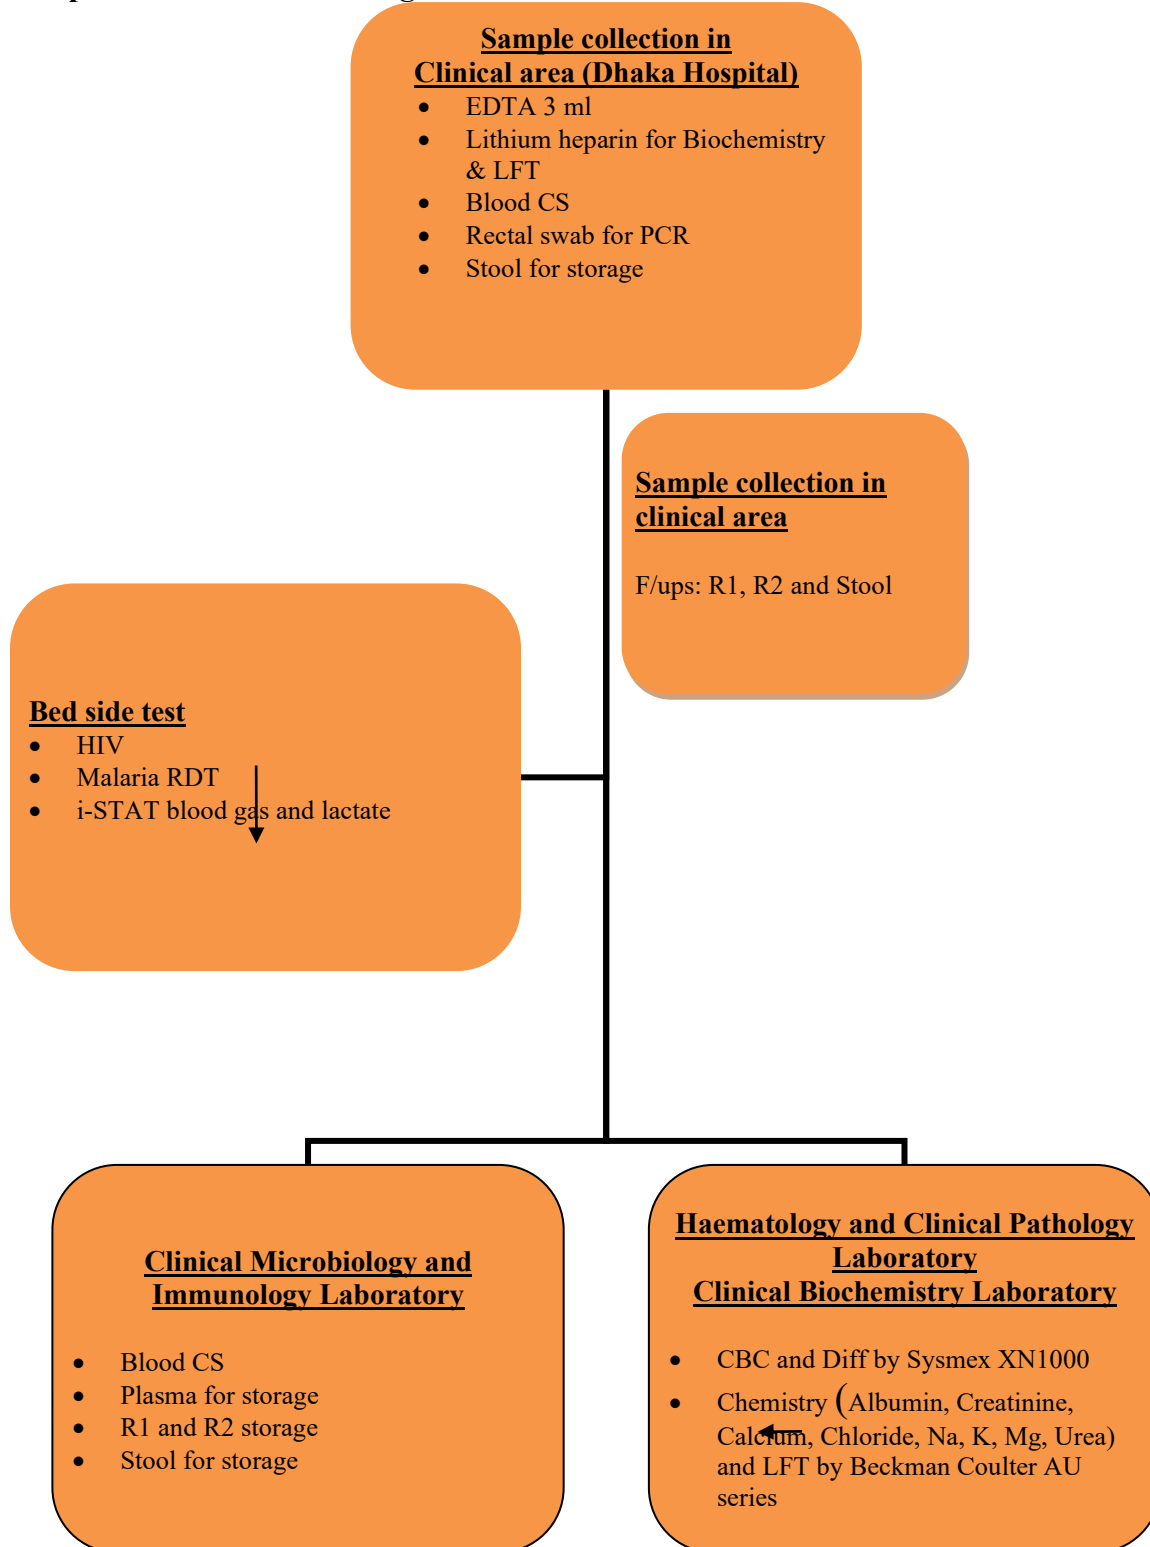 Sample collection in
Clinical area (Dhaka Hospital)
• EDTA 3 ml
• Lithium heparin for Biochemistry
& LFT
• Blood CS
• Rectal swab for PCR
• Stool for storage
Sample collection in
clinical area
F/ups: R1, R2 and Stool
Bed side test
• HIV
• Malaria RDT
• i-STAT blood gas and lactate
Clinical Microbiology and
Immunology Laboratory
• Blood CS
• Plasma for storage
• R1 and R2 storage
• Stool for storage
Haematology and Clinical Pathology
Laboratory
Clinical Biochemistry Laboratory
• CBC and Diff by Sysmex XN1000
• Chemistry (Albumin, Creatinine,
Calcium, Chloride, Na, K, Mg, Urea)
and LFT by Beckman Coulter AU
series